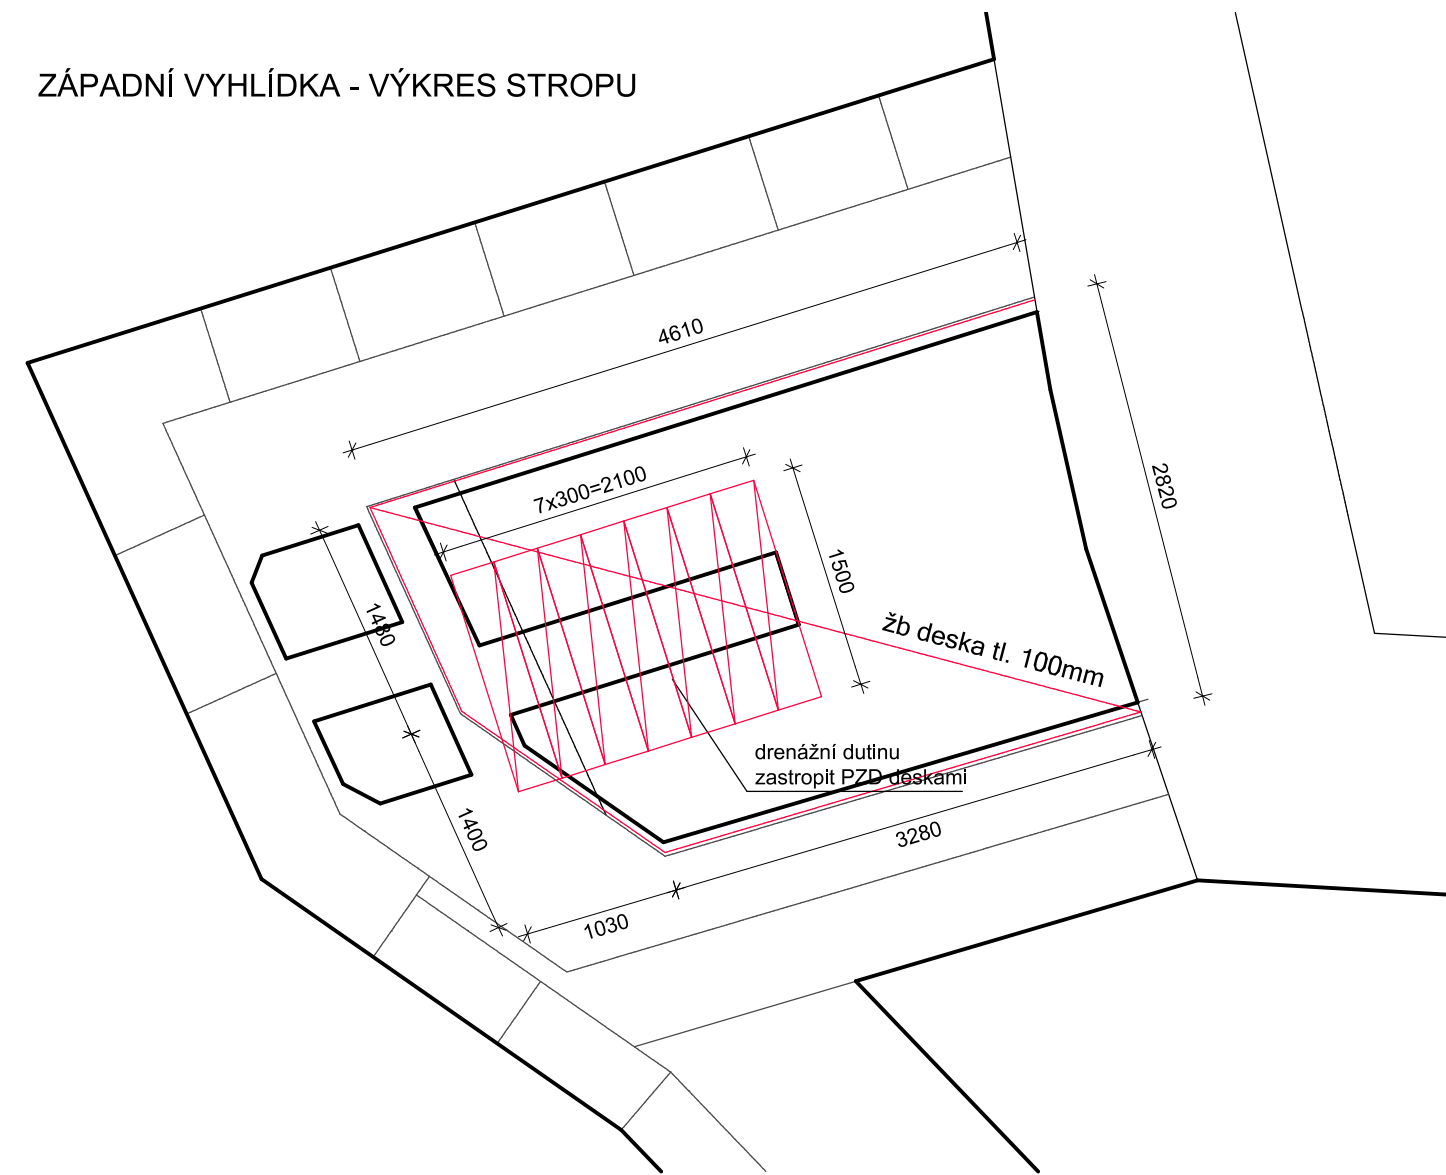 ZÁPADNÍ VYHLÍDKA - VÝKRES STROPU
4610
7x300=2100
2820
1500
1480
žb deska tl. 100mm
drenážní dutinu
zastropit PZD deskami
1400
3280
1030